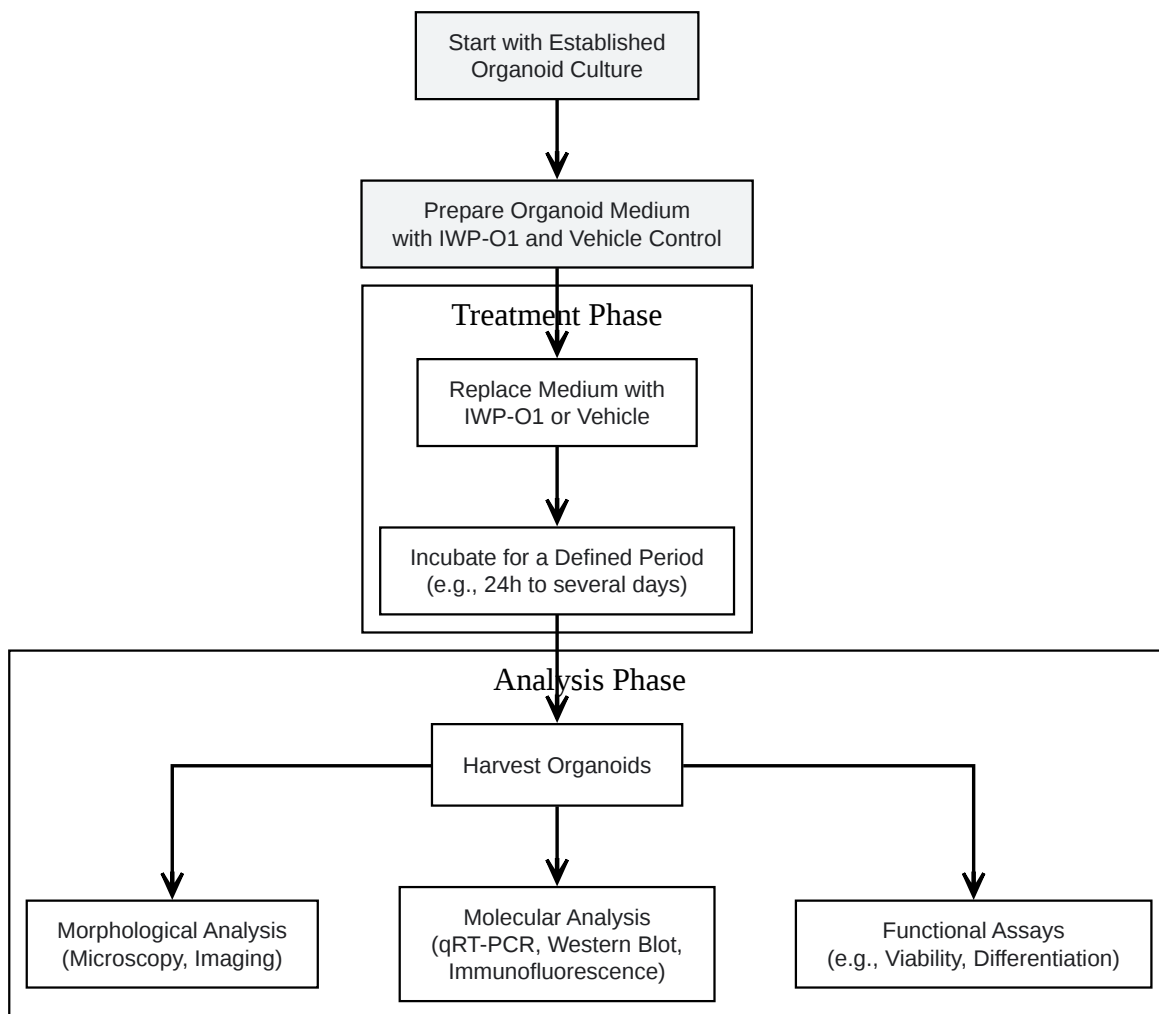 Start with Established
Organoid Culture
Prepare Organoid Medium
with IWP-O1 and Vehicle Control
Treatment Phase
Replace Medium with
IWP-O1 or Vehicle
Incubate for a Defined Period
(e.g., 24h to several days)
Analysis Phase
Harvest Organoids
Morphological Analysis
(Microscopy, Imaging)
Molecular Analysis
(qRT-PCR, Western Blot,
Immunofluorescence)
Functional Assays
(e.g., Viability, Differentiation)